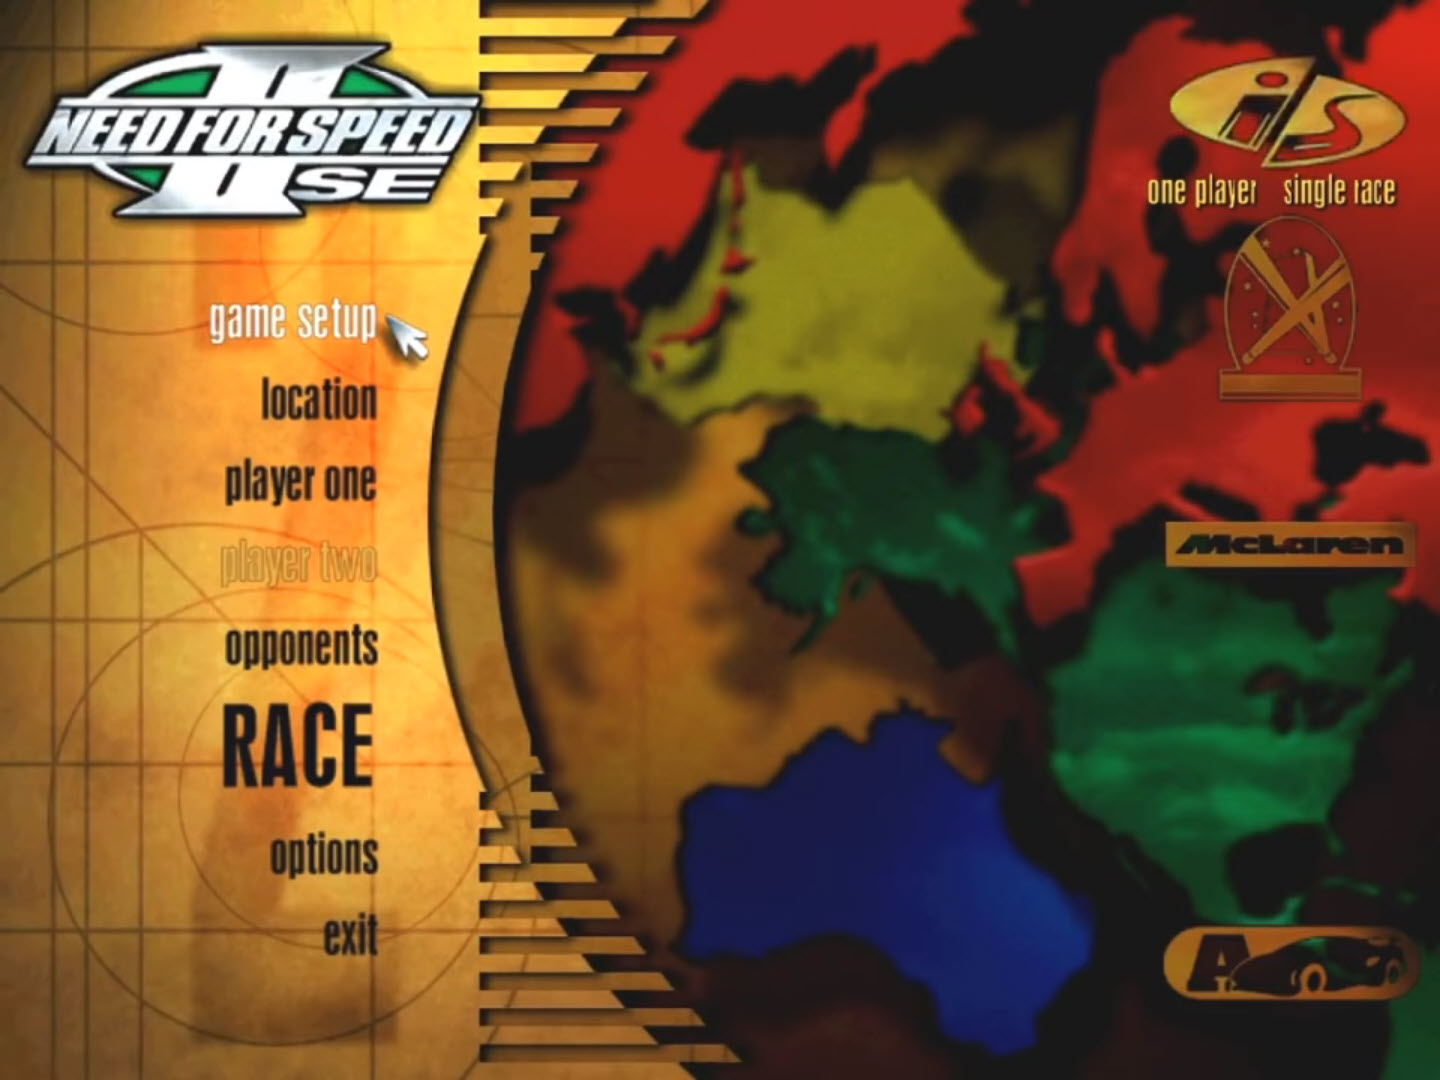 II
NEED FOR SPEED
SE
iS
one player single race
game setup
location
player one
player two
opponents
RACE
options
exit
McLaren
A